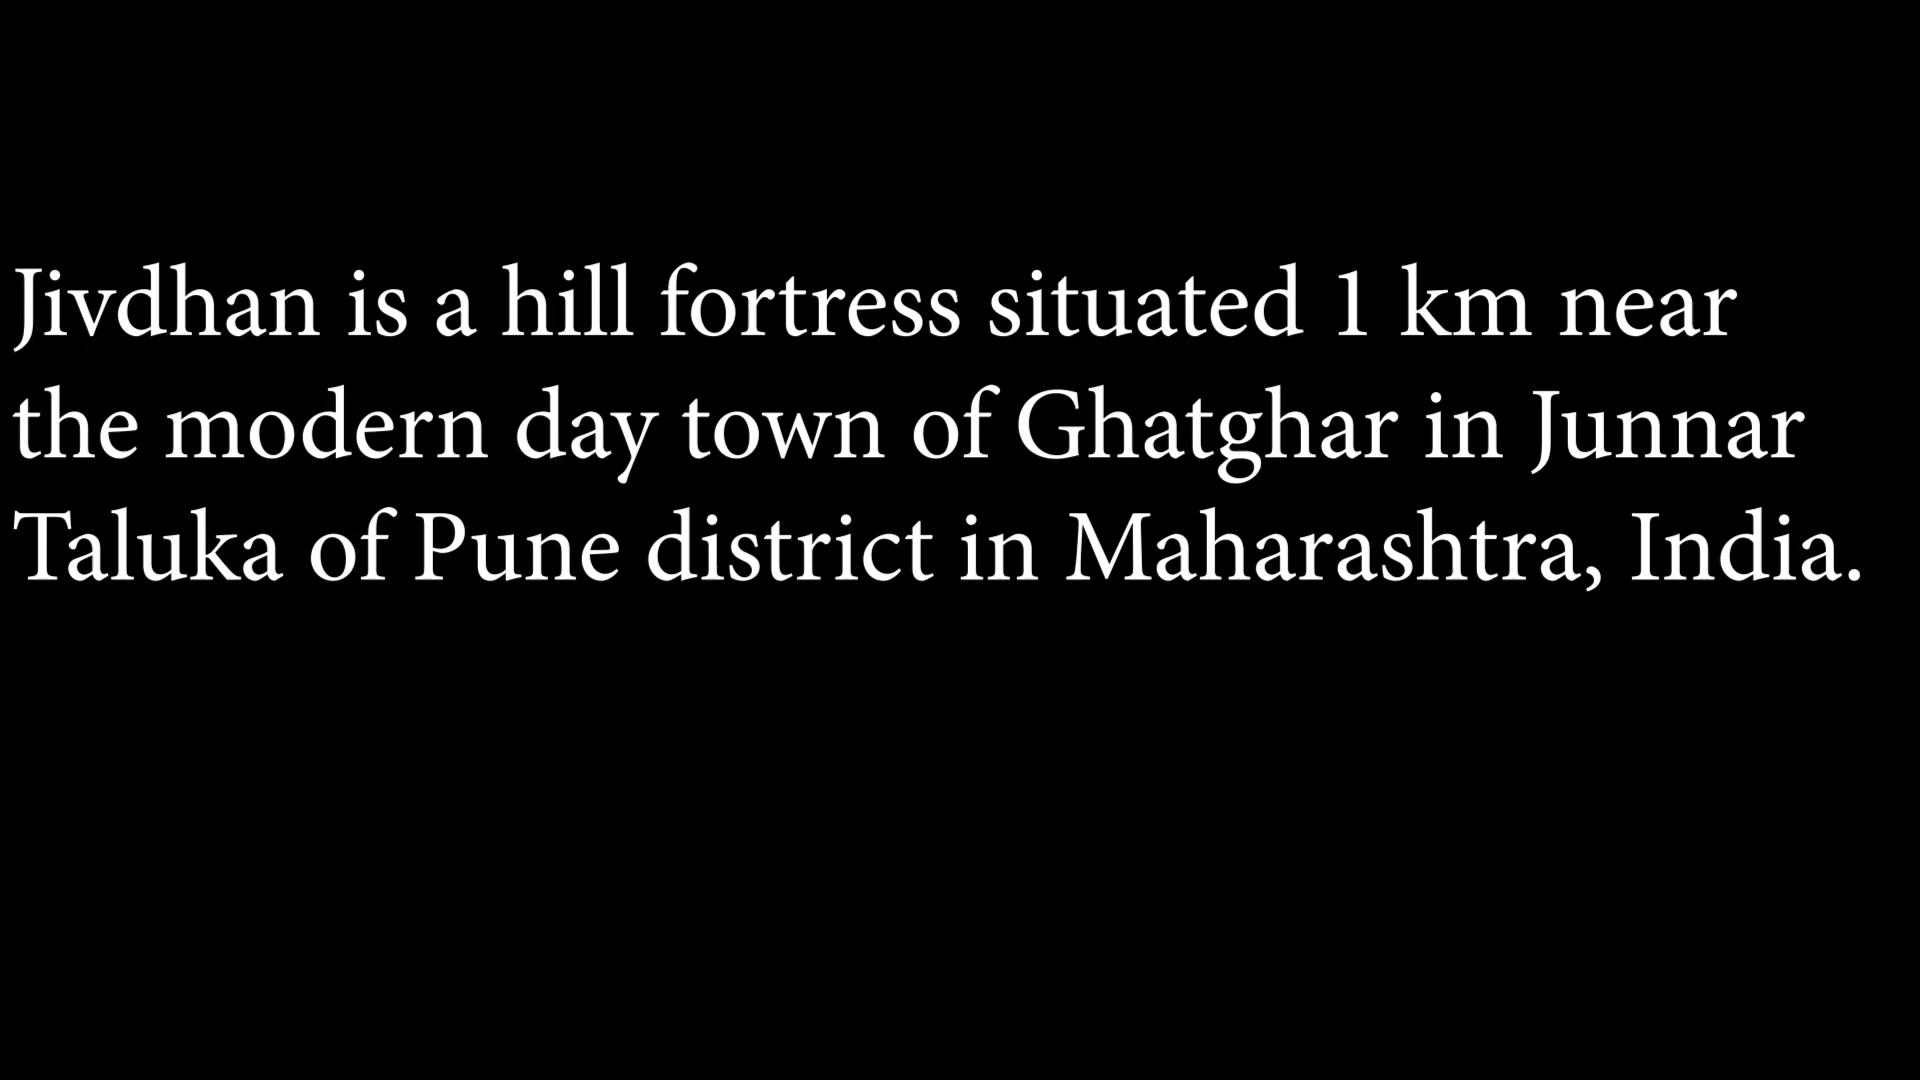 Jivdhan is a hill fortress situated 1 km near
the modern day town of Ghatghar in Junnar
Taluka of Pune district in Maharashtra, India.